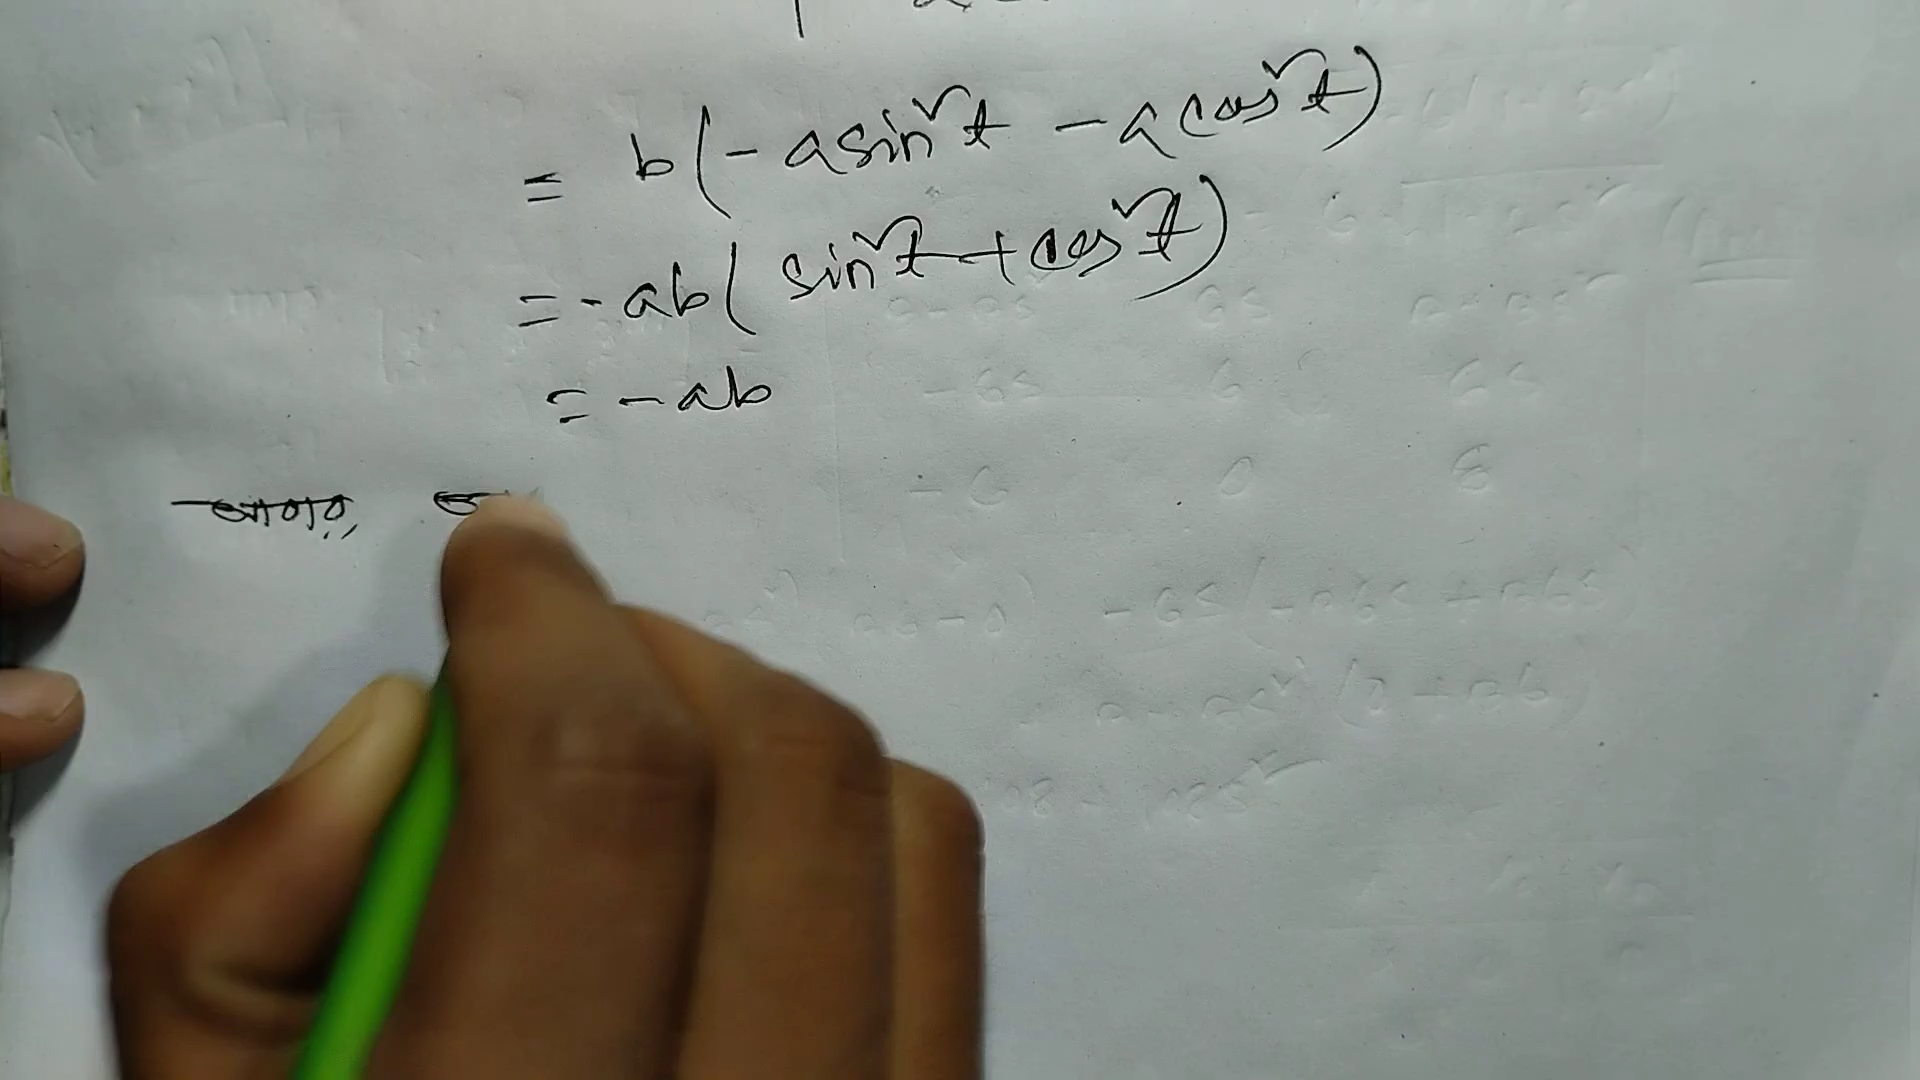 = b(- a sin²t - a cos²t)
= - ab( sin²t + cos²t)
= - ab
আবার,